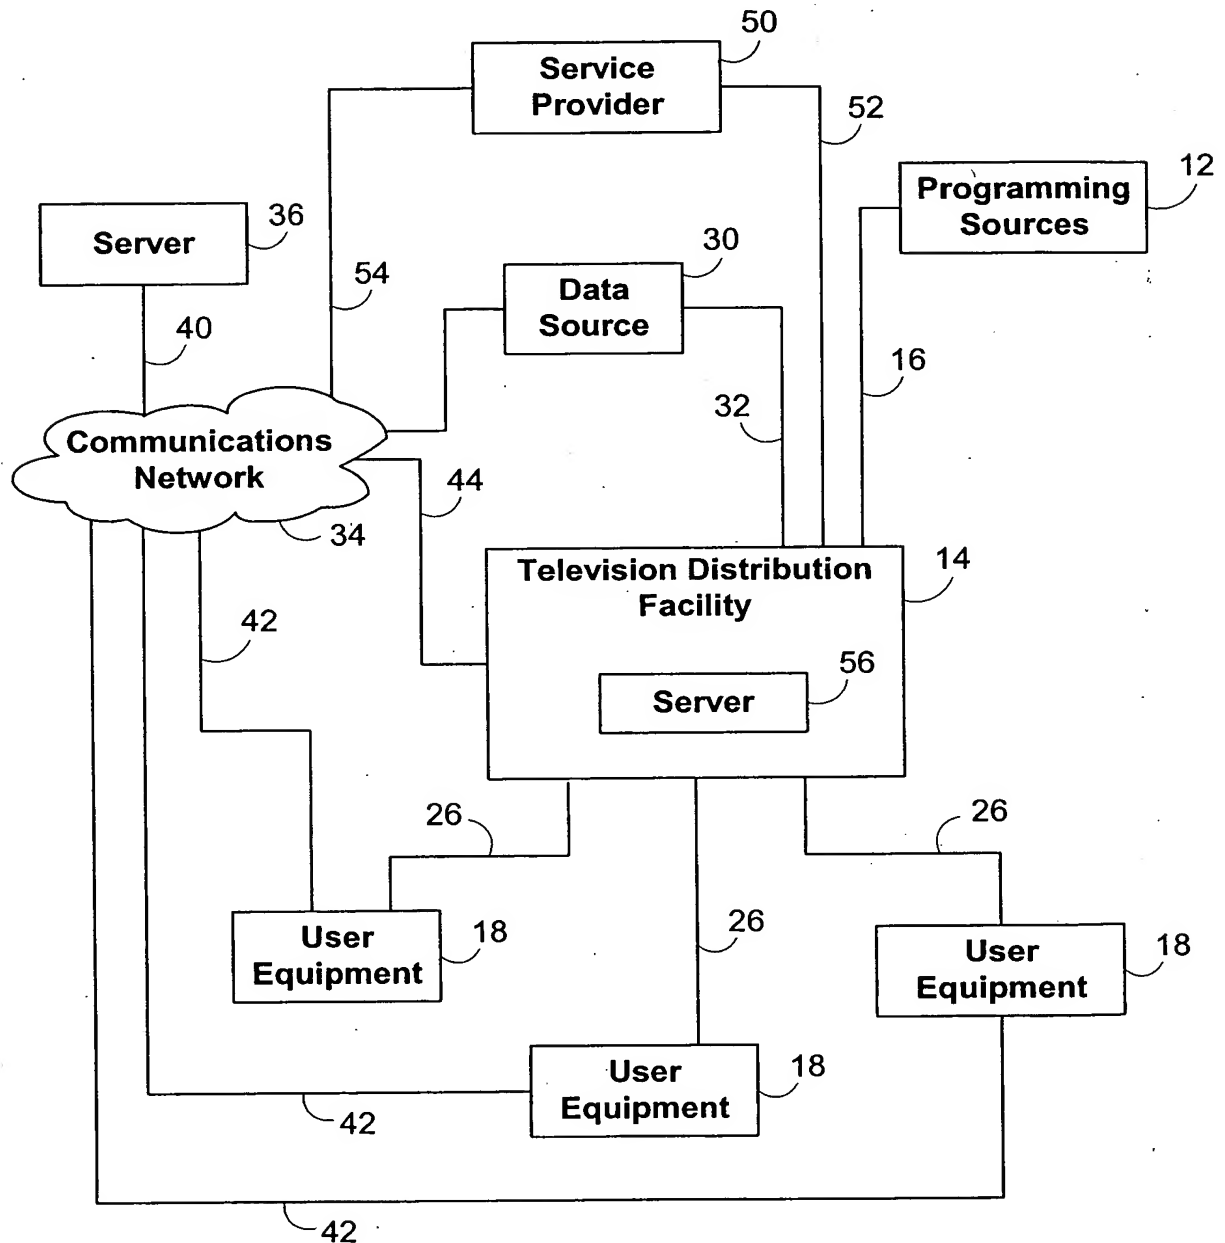 50
Service
Provider
52
12
Programming
Sources
36
Server
30
54
Data
Source
40
16
32
Communications
Network
44
34
14
Television Distribution
Facility
42
56
Server
26
26
26
User
Equipment
18
18
User
Equipment
18
User
Equipment
42
42